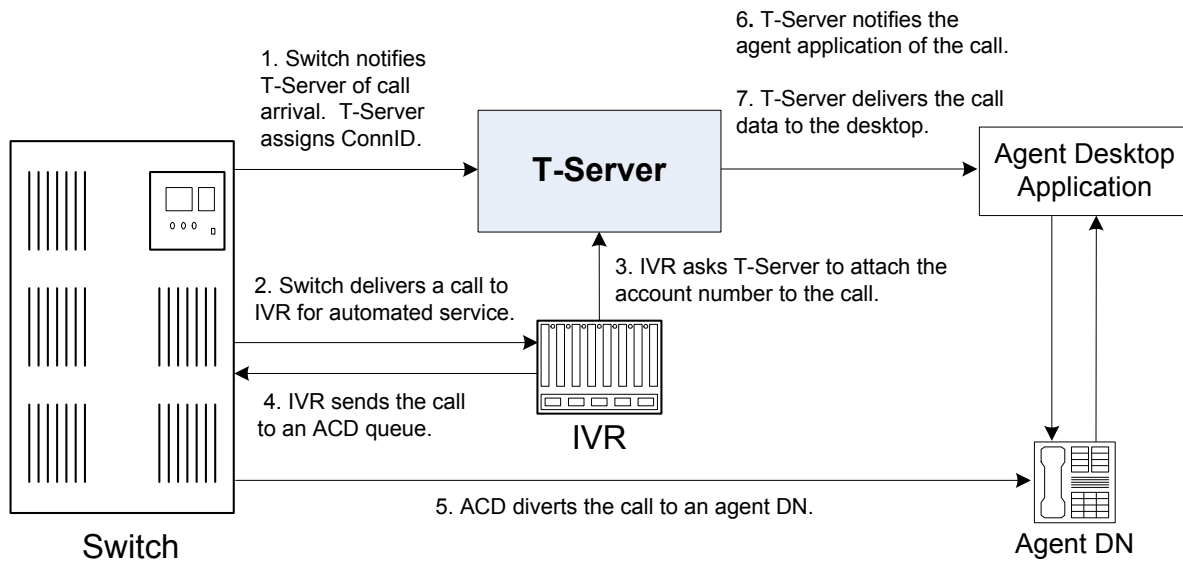 1. Switch notifies
T-Server of call
arrival.  T-Server
assigns ConnID.
6. T-Server notifies the
agent application of the call.
7. T-Server delivers the call
data to the desktop.
T-Server
Agent Desktop
Application
2. Switch delivers a call to
IVR for automated service.
3. IVR asks T-Server to attach the
account number to the call.
4. IVR sends the call
to an ACD queue.
IVR
5. ACD diverts the call to an agent DN.
Switch
Agent DN